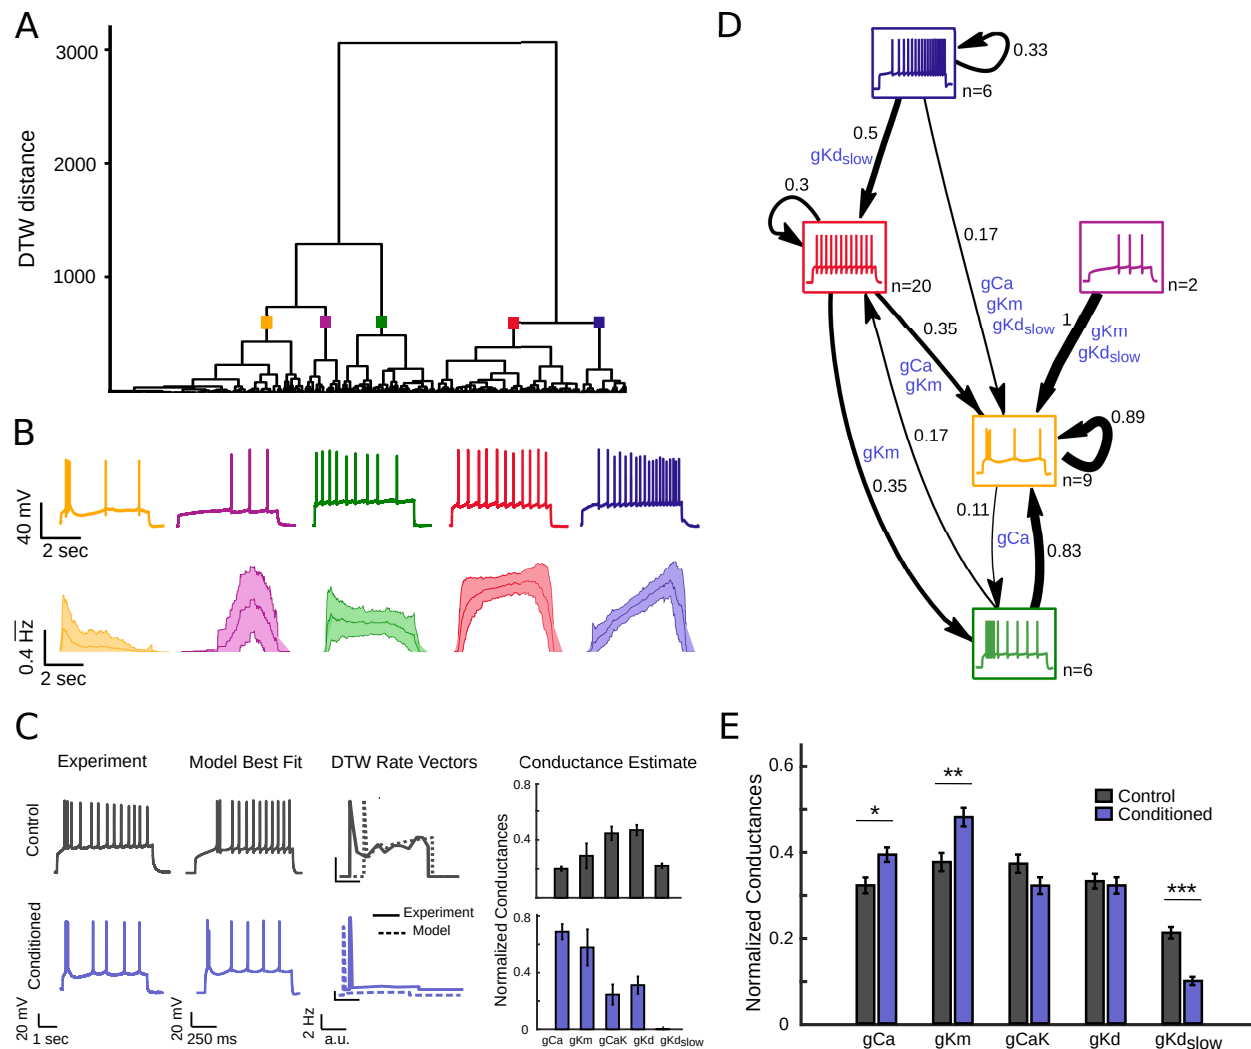 A
DTW distance
3000
2000
1000
B
40 mV
2 sec
0.4 Hz
2 sec
C
Experiment
Model Best Fit
DTW Rate Vectors
Conductance Estimate
Control
Conditioned
20 mV
1 sec
20 mV
250 ms
2 Hz
a.u.
Experiment
Model
Normalized Conductances
0.8
0.4
0.8
0.4
0
gCa
gKm
gCaK
gKd
gKdslow
D
0.33
n=6
0.5
gKdslow
0.3
n=20
0.17
gCa
gKm
gKdslow
n=2
1
gKm
gKdslow
0.35
gCa
gKm
0.89
n=9
0.17
gKm
0.35
0.11
gCa
0.83
n=6
E
Normalized Conductances
0.6
0.4
0.2
0
*
**
***
Control
Conditioned
gCa
gKm
gCaK
gKd
gKdslow